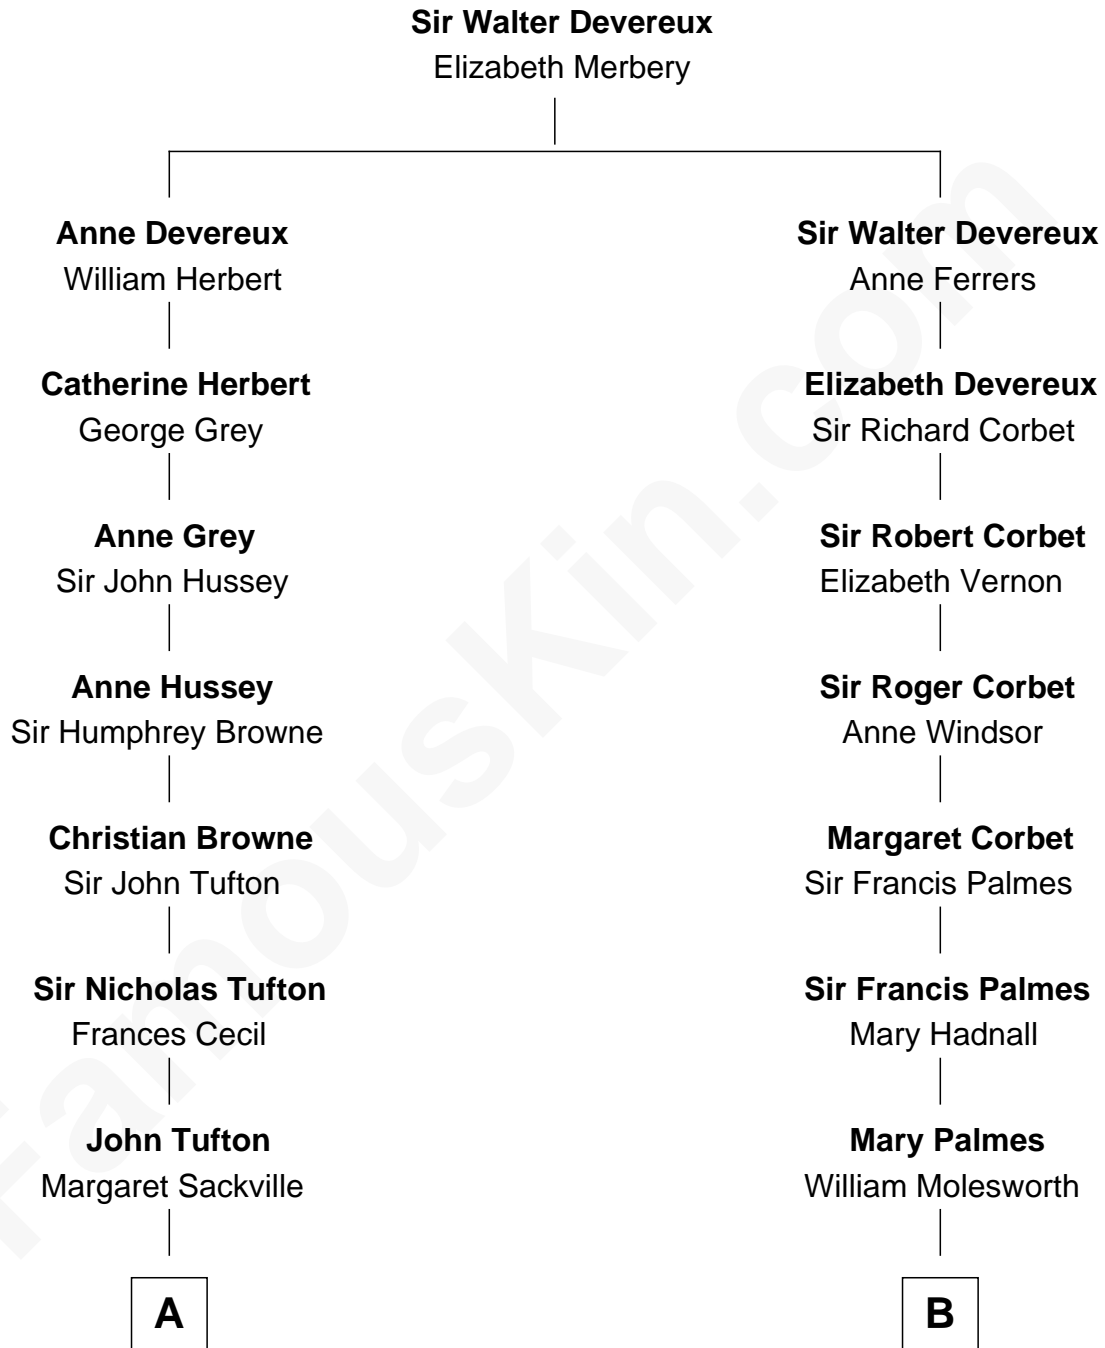 Sir Walter Devereux
Elizabeth Merbery
Anne Devereux
William Herbert
Sir Walter Devereux
Anne Ferrers
Catherine Herbert
George Grey
Elizabeth Devereux
Sir Richard Corbet
Anne Grey
Sir John Hussey
Sir Robert Corbet
Elizabeth Vernon
Anne Hussey
Sir Humphrey Browne
Sir Roger Corbet
Anne Windsor
Christian Browne
Sir John Tufton
Margaret Corbet
Sir Francis Palmes
Sir Nicholas Tufton
Frances Cecil
Sir Francis Palmes
Mary Hadnall
John Tufton
Margaret Sackville
Mary Palmes
William Molesworth
A
B
FamousKin.com